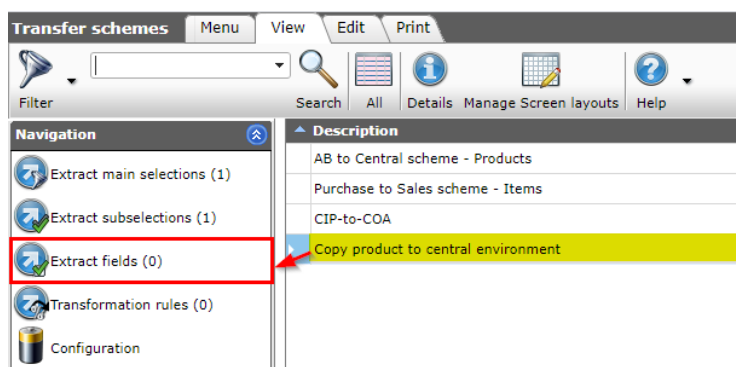 Transfer schemes Menu View Edit Print
Filter Search All Details Manage Screen layouts Help
Navigation
Extract main selections (1)
Extract subselections (1)
Extract fields (0)
Transformation rules (0)
Configuration
Description
AB to Central scheme - Products
Purchase to Sales scheme - Items
CIP-to-COA
Copy product to central environment